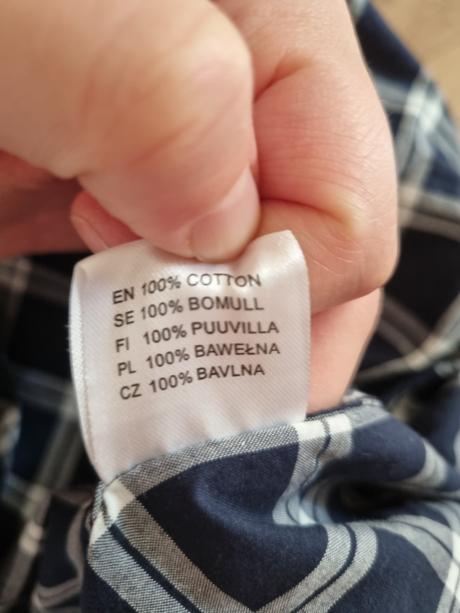 EN 100% COTTON
SE 100% BOMULL
FI 100% PUUVILLA
PL 100% BAWEŁNA
CZ 100% BAVLNA